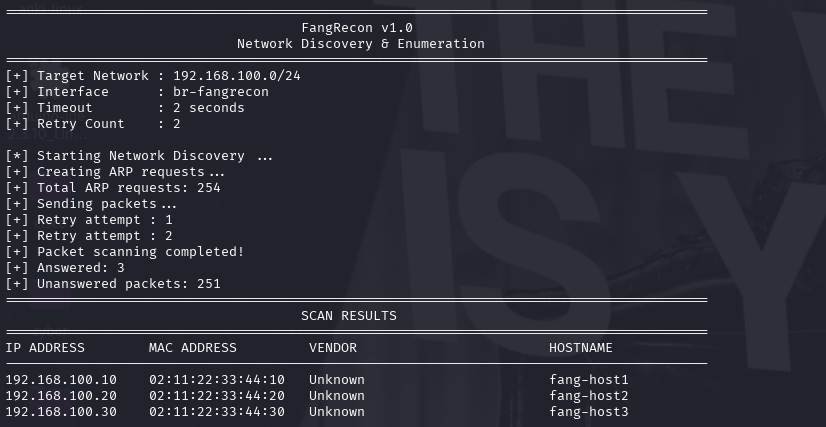 FangRecon v1.0
Network Discovery & Enumeration
[+] Target Network : 192.168.100.0/24
[+] Interface      : br-fangrecon
[+] Timeout        : 2 seconds
[+] Retry Count    : 2
[*] Starting Network Discovery ...
[+] Creating ARP requests...
[+] Total ARP requests: 254
[+] Sending packets...
[+] Retry attempt : 1
[+] Retry attempt : 2
[+] Packet scanning completed!
[+] Answered: 3
[+] Unanswered packets: 251
SCAN RESULTS
IP ADDRESS MAC ADDRESS VENDOR HOSTNAME
192.168.100.10 02:11:22:33:44:10 Unknown fang-host1
192.168.100.20 02:11:22:33:44:20 Unknown fang-host2
192.168.100.30 02:11:22:33:44:30 Unknown fang-host3
THE
IS Y